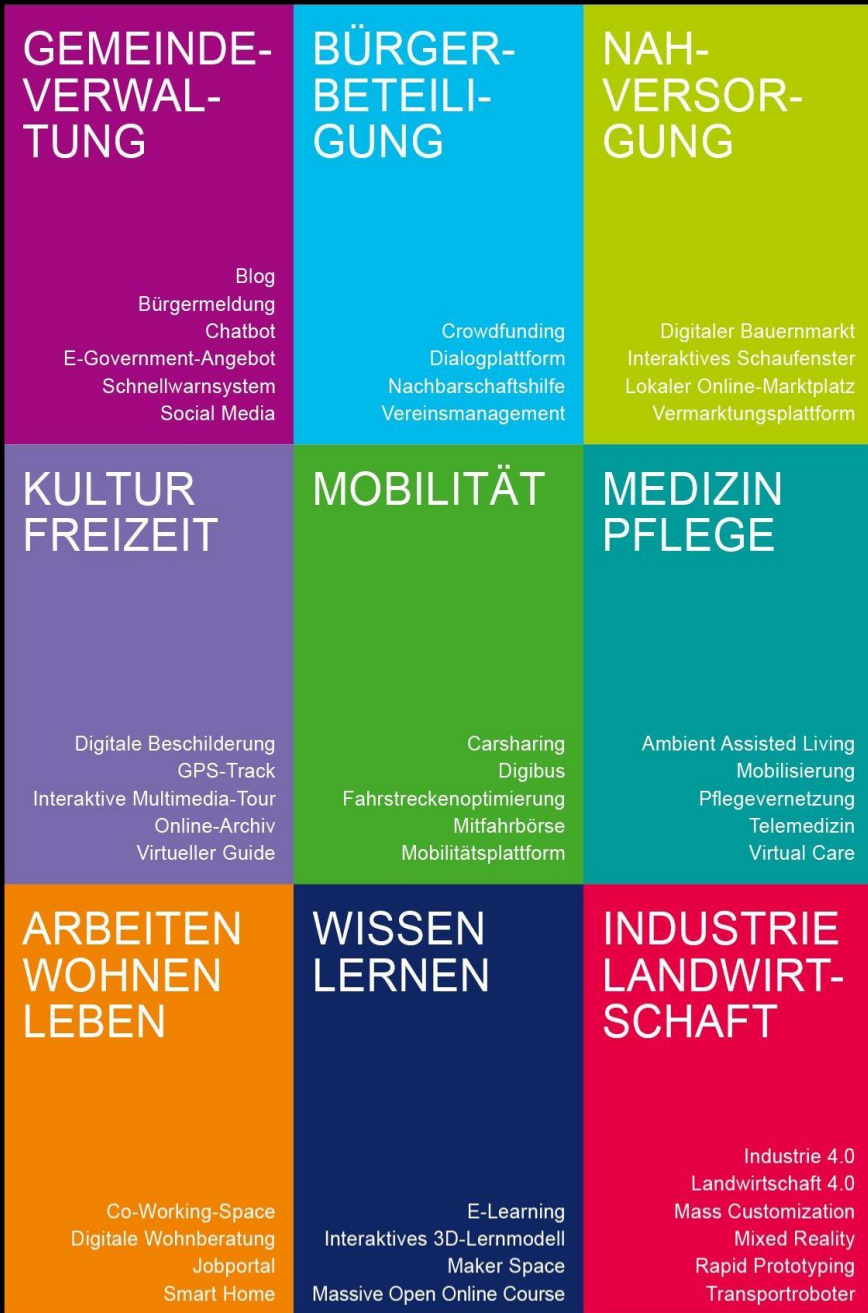 GEMEINDE-
VERWAL-
TUNG
Blog
Bürgermeldung
Chatbot
E-Government-Angebot
Schnellwarnsystem
Social Media
BÜRGER-
BETEILI-
GUNG
Crowdfunding
Dialogplattform
Nachbarschaftshilfe
Vereinsmanagement
NAH-
VERSOR-
GUNG
Digitaler Bauernmarkt
Interaktives Schaufenster
Lokaler Online-Marktplatz
Vermarktungsplattform
KULTUR
FREIZEIT
Digitale Beschilderung
GPS-Track
Interaktive Multimedia-Tour
Online-Archiv
Virtueller Guide
MOBILITÄT
Carsharing
Digibus
Fahrstreckenoptimierung
Mitfahrbörse
Mobilitätsplattform
MEDIZIN
PFLEGE
Ambient Assisted Living
Mobilisierung
Pflegevernetzung
Telemedizin
Virtual Care
ARBEITEN
WOHNEN
LEBEN
Co-Working-Space
Digitale Wohnberatung
Jobportal
Smart Home
WISSEN
LERNEN
E-Learning
Interaktives 3D-Lernmodell
Maker Space
Massive Open Online Course
INDUSTRIE
LANDWIRT-
SCHAFT
Industrie 4.0
Landwirtschaft 4.0
Mass Customization
Mixed Reality
Rapid Prototyping
Transportroboter